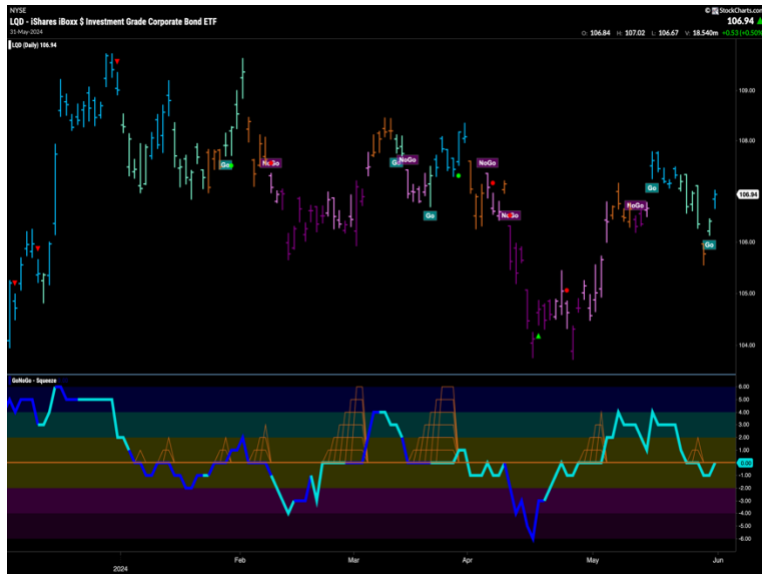 NYSE
© StockCharts.com
LQD - iShares iBoxx $ Investment Grade Corporate Bond ETF
106.94
31-May-2024
O: 106.84 H: 107.02 L: 106.67 V: 18.540m +0.53 (+0.50%)
LQD (Daily) 106.94
109.00
108.00
Go
NoGo
Go
NoGo
NoGo
Go
106.94
NoGo
Go
NoGo
106.00
Go
105.00
104.00
GoNoGo - Squeeze
6.00
5.00
4.00
3.00
2.00
1.00
0.00
-1.00
-2.00
-3.00
-4.00
-5.00
-6.00
Feb
Mar
Apr
May
Jun
2024